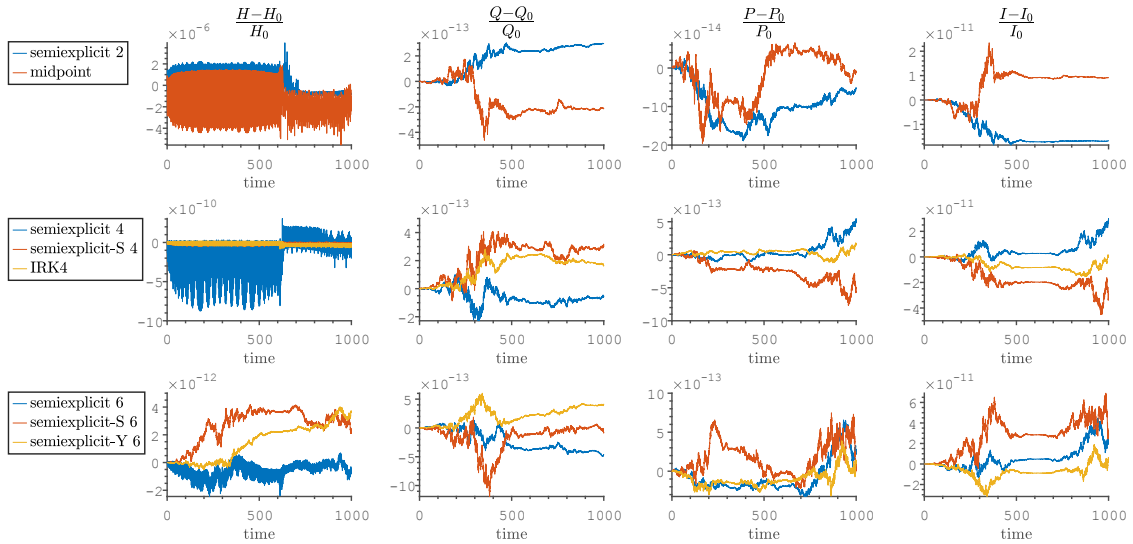 H−H₀ / H₀
Q−Q₀ / Q₀
P−P₀ / P₀
I−I₀ / I₀
semiexplicit 2
midpoint
×10⁻⁶
2
0
−2
−4
0 500 1000
time
×10⁻¹³
2
0
−2
−4
0 500 1000
time
×10⁻¹⁴
0
−10
−20
0 500 1000
time
×10⁻¹¹
2
1
0
−1
0 500 1000
time
semiexplicit 4
semiexplicit-S 4
IRK4
×10⁻¹⁰
0
−5
−10
0 500 1000
time
×10⁻¹³
4
2
0
−2
0 500 1000
time
×10⁻¹³
5
0
−5
−10
0 500 1000
time
×10⁻¹¹
2
0
−2
−4
0 500 1000
time
semiexplicit 6
semiexplicit-S 6
semiexplicit-Y 6
×10⁻¹²
4
2
0
−2
0 500 1000
time
×10⁻¹³
5
0
−5
−10
0 500 1000
time
×10⁻¹³
10
5
0
0 500 1000
time
×10⁻¹¹
6
4
2
0
−2
0 500 1000
time